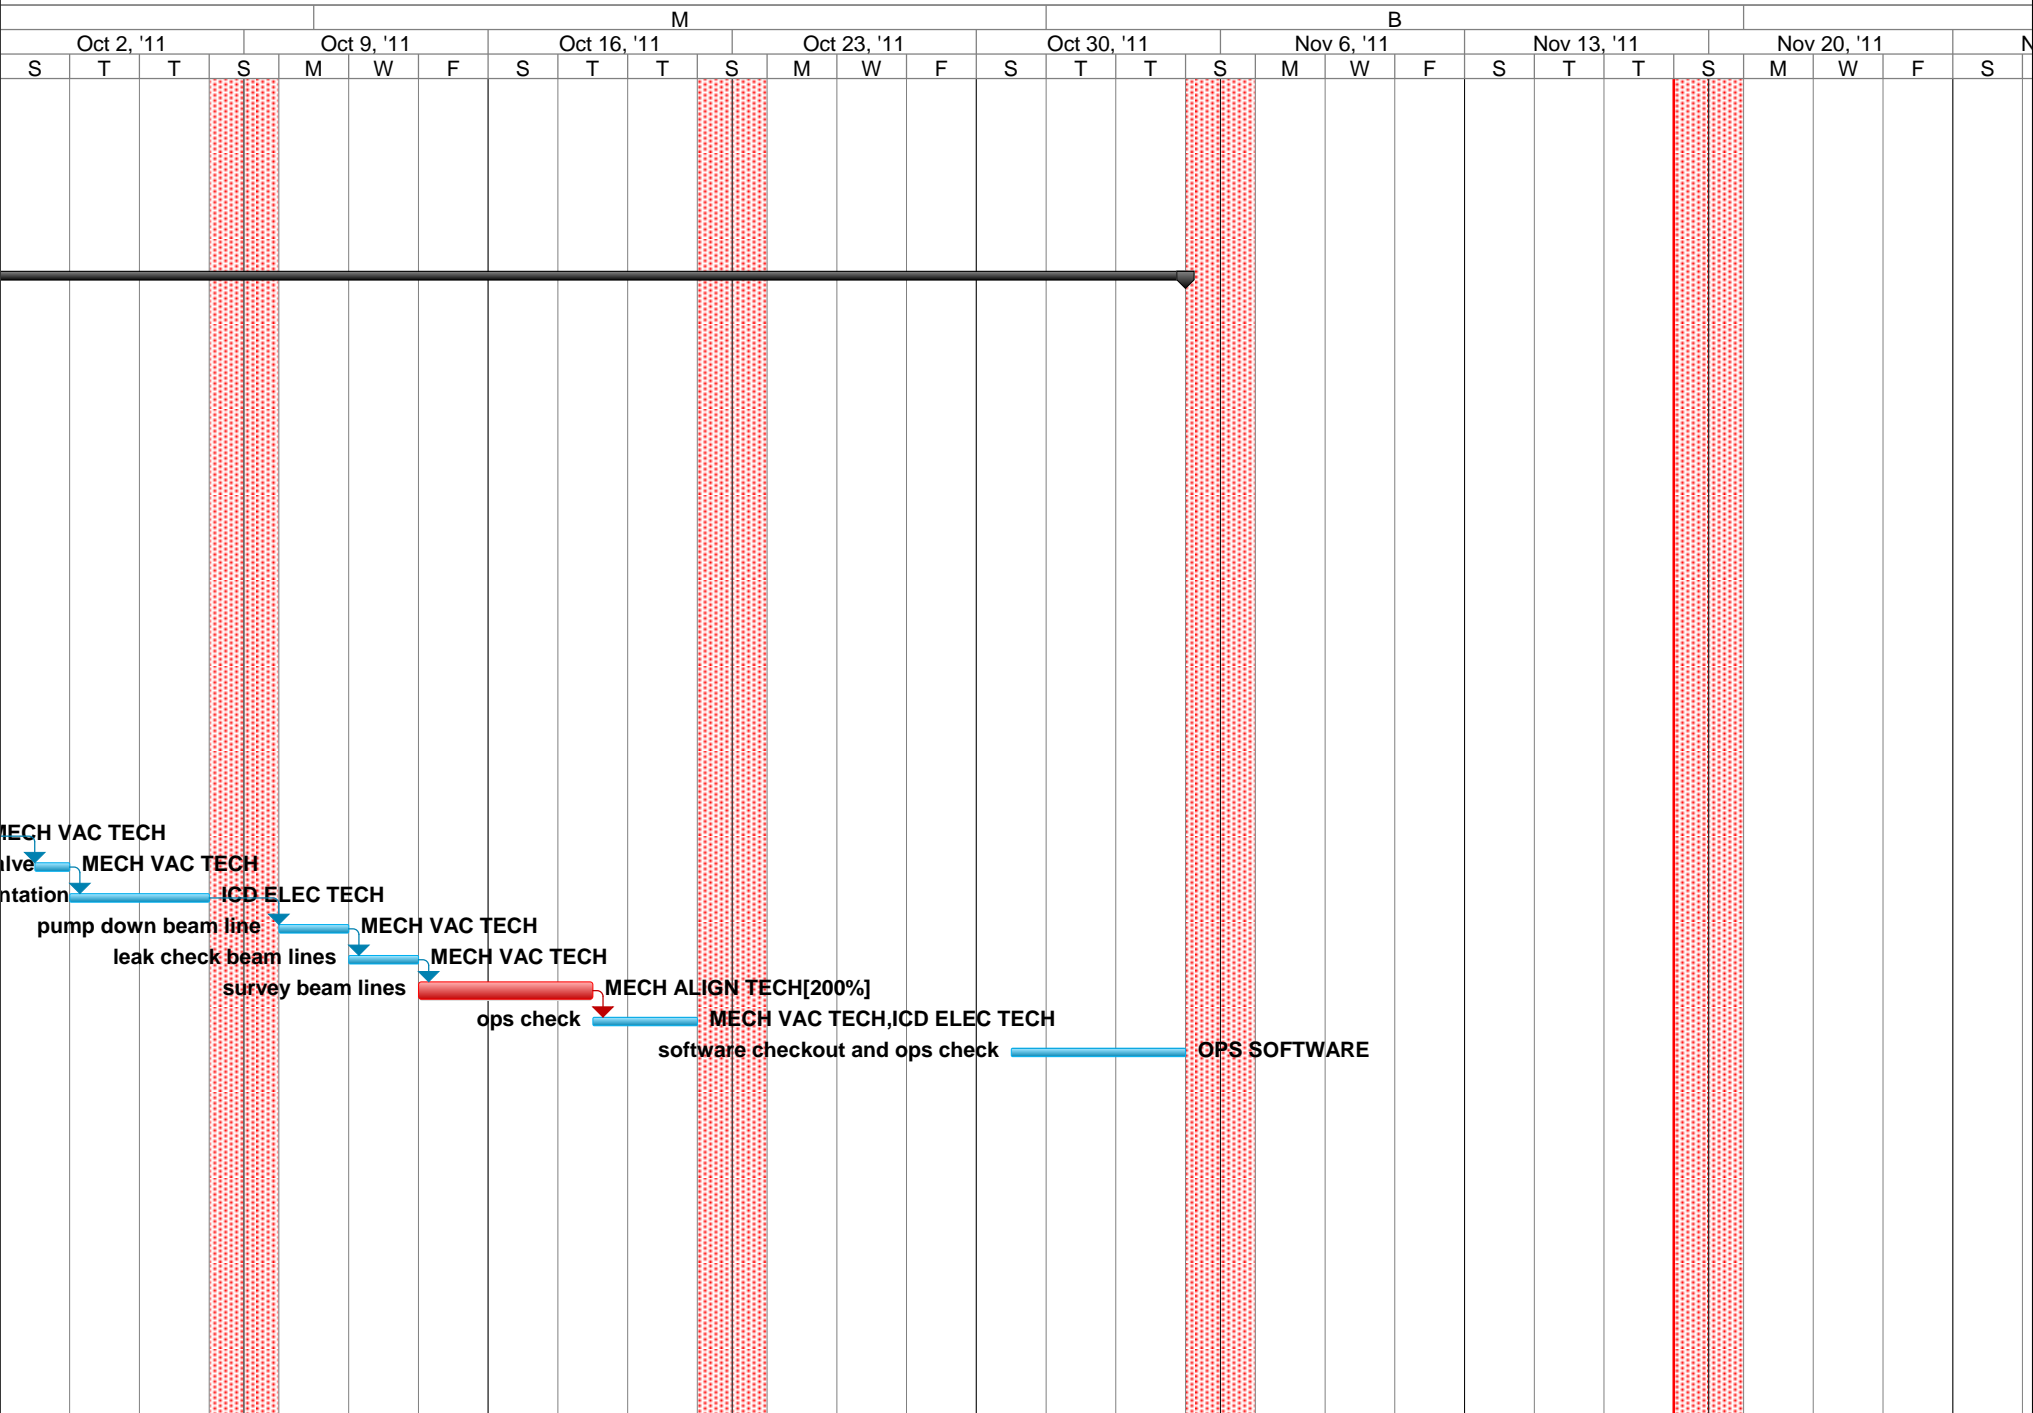 M B
Oct 2, '11 Oct 9, '11 Oct 16, '11 Oct 23, '11 Oct 30, '11 Nov 6, '11 Nov 13, '11 Nov 20, '11 N
S T T S M W F S T T S M W F S T T S M W F S T T S M W F S
MECH VAC TECH
alve MECH VAC TECH
ntation ICD ELEC TECH
pump down beam line MECH VAC TECH
leak check beam lines MECH VAC TECH
survey beam lines MECH ALIGN TECH[200%]
ops check MECH VAC TECH,ICD ELEC TECH
software checkout and ops check OPS SOFTWARE